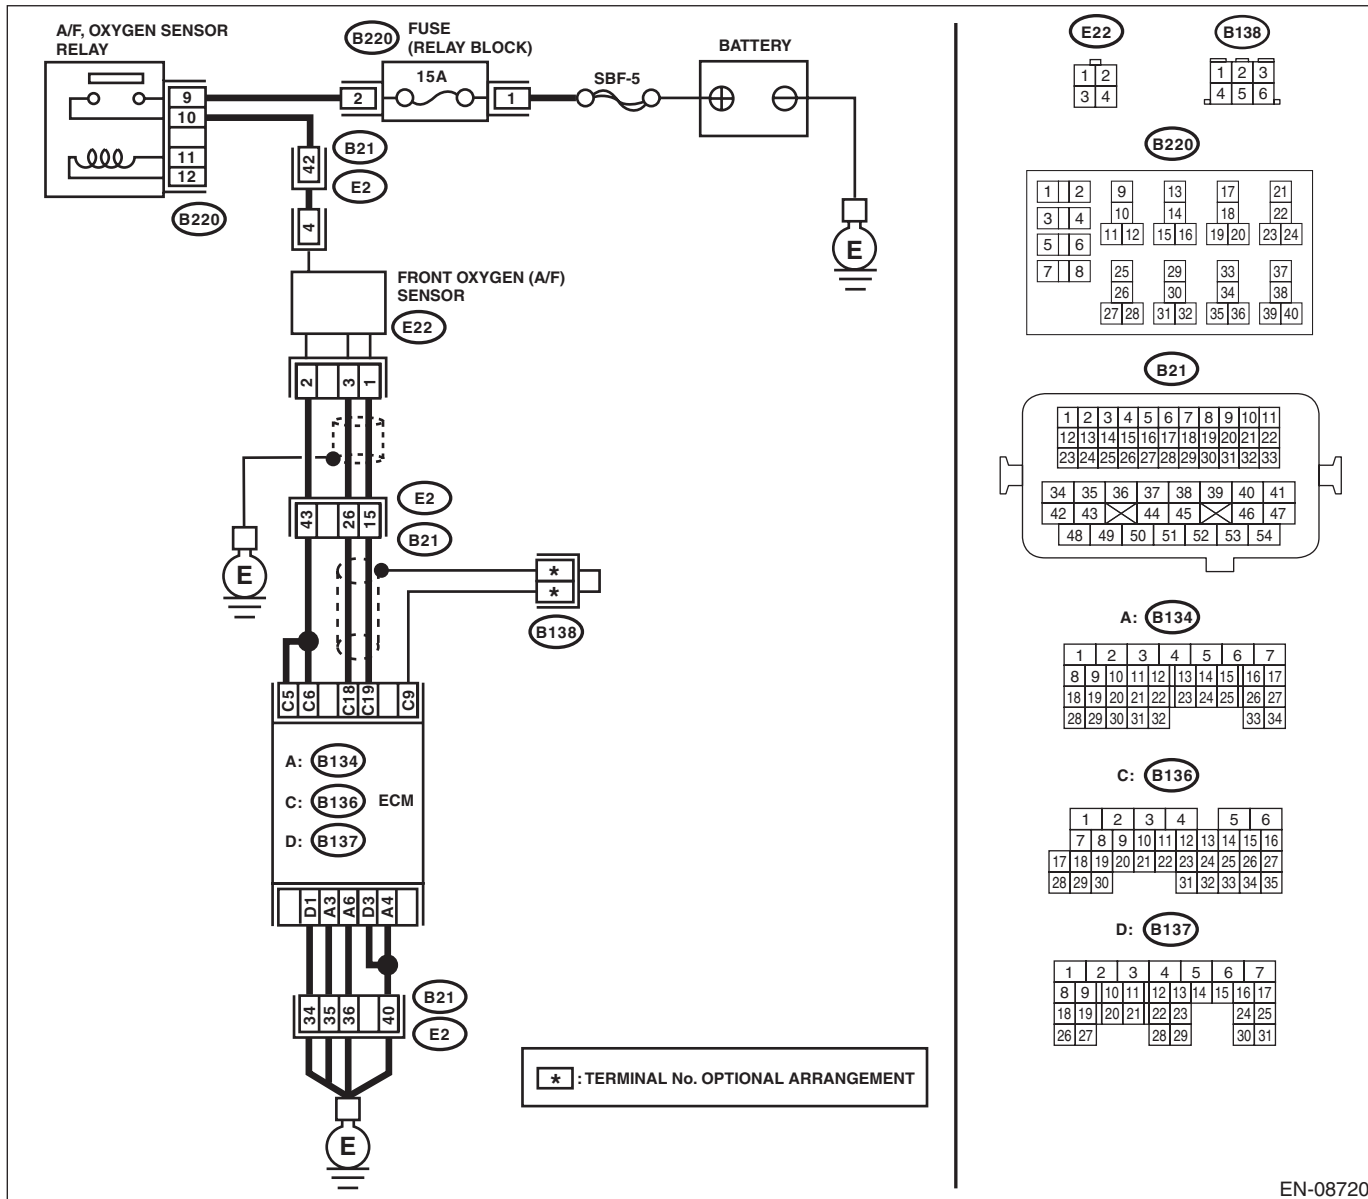 A/F, OXYGEN SENSOR
RELAY
B220
FUSE
(RELAY BLOCK)
15A
BATTERY
SBF-5
9
10
11
12
2
1
B220
42
B21
E2
4
E
FRONT OXYGEN (A/F)
SENSOR
E22
2 3 1
E2
43 26 15
B21
E
*
*
B138
C5 C6 C18 C19 C9
A: B134
C: B136 ECM
D: B137
D1 A3 A6 D3 A4
34 35 36 40
B21
E2
E
* : TERMINAL No. OPTIONAL ARRANGEMENT
E22
1 2
3 4
B138
1 2 3
4 5 6
B220
1 2 9 13 17 21
3 4 10 14 18 22
11 12 15 16 19 20 23 24
5 6
7 8 25 29 33 37
26 30 34 38
27 28 31 32 35 36 39 40
B21
1 2 3 4 5 6 7 8 9 10 11
12 13 14 15 16 17 18 19 20 21 22
23 24 25 26 27 28 29 30 31 32 33
34 35 36 37 38 39 40 41
42 43 44 45 46 47
48 49 50 51 52 53 54
A: B134
1 2 3 4 5 6 7
8 9 10 11 12 13 14 15 16 17
18 19 20 21 22 23 24 25 26 27
28 29 30 31 32 33 34
C: B136
1 2 3 4 5 6
7 8 9 10 11 12 13 14 15 16
17 18 19 20 21 22 23 24 25 26 27
28 29 30 31 32 33 34 35
D: B137
1 2 3 4 5 6 7
8 9 10 11 12 13 14 15 16 17
18 19 20 21 22 23 24 25
26 27 28 29 30 31
EN-08720